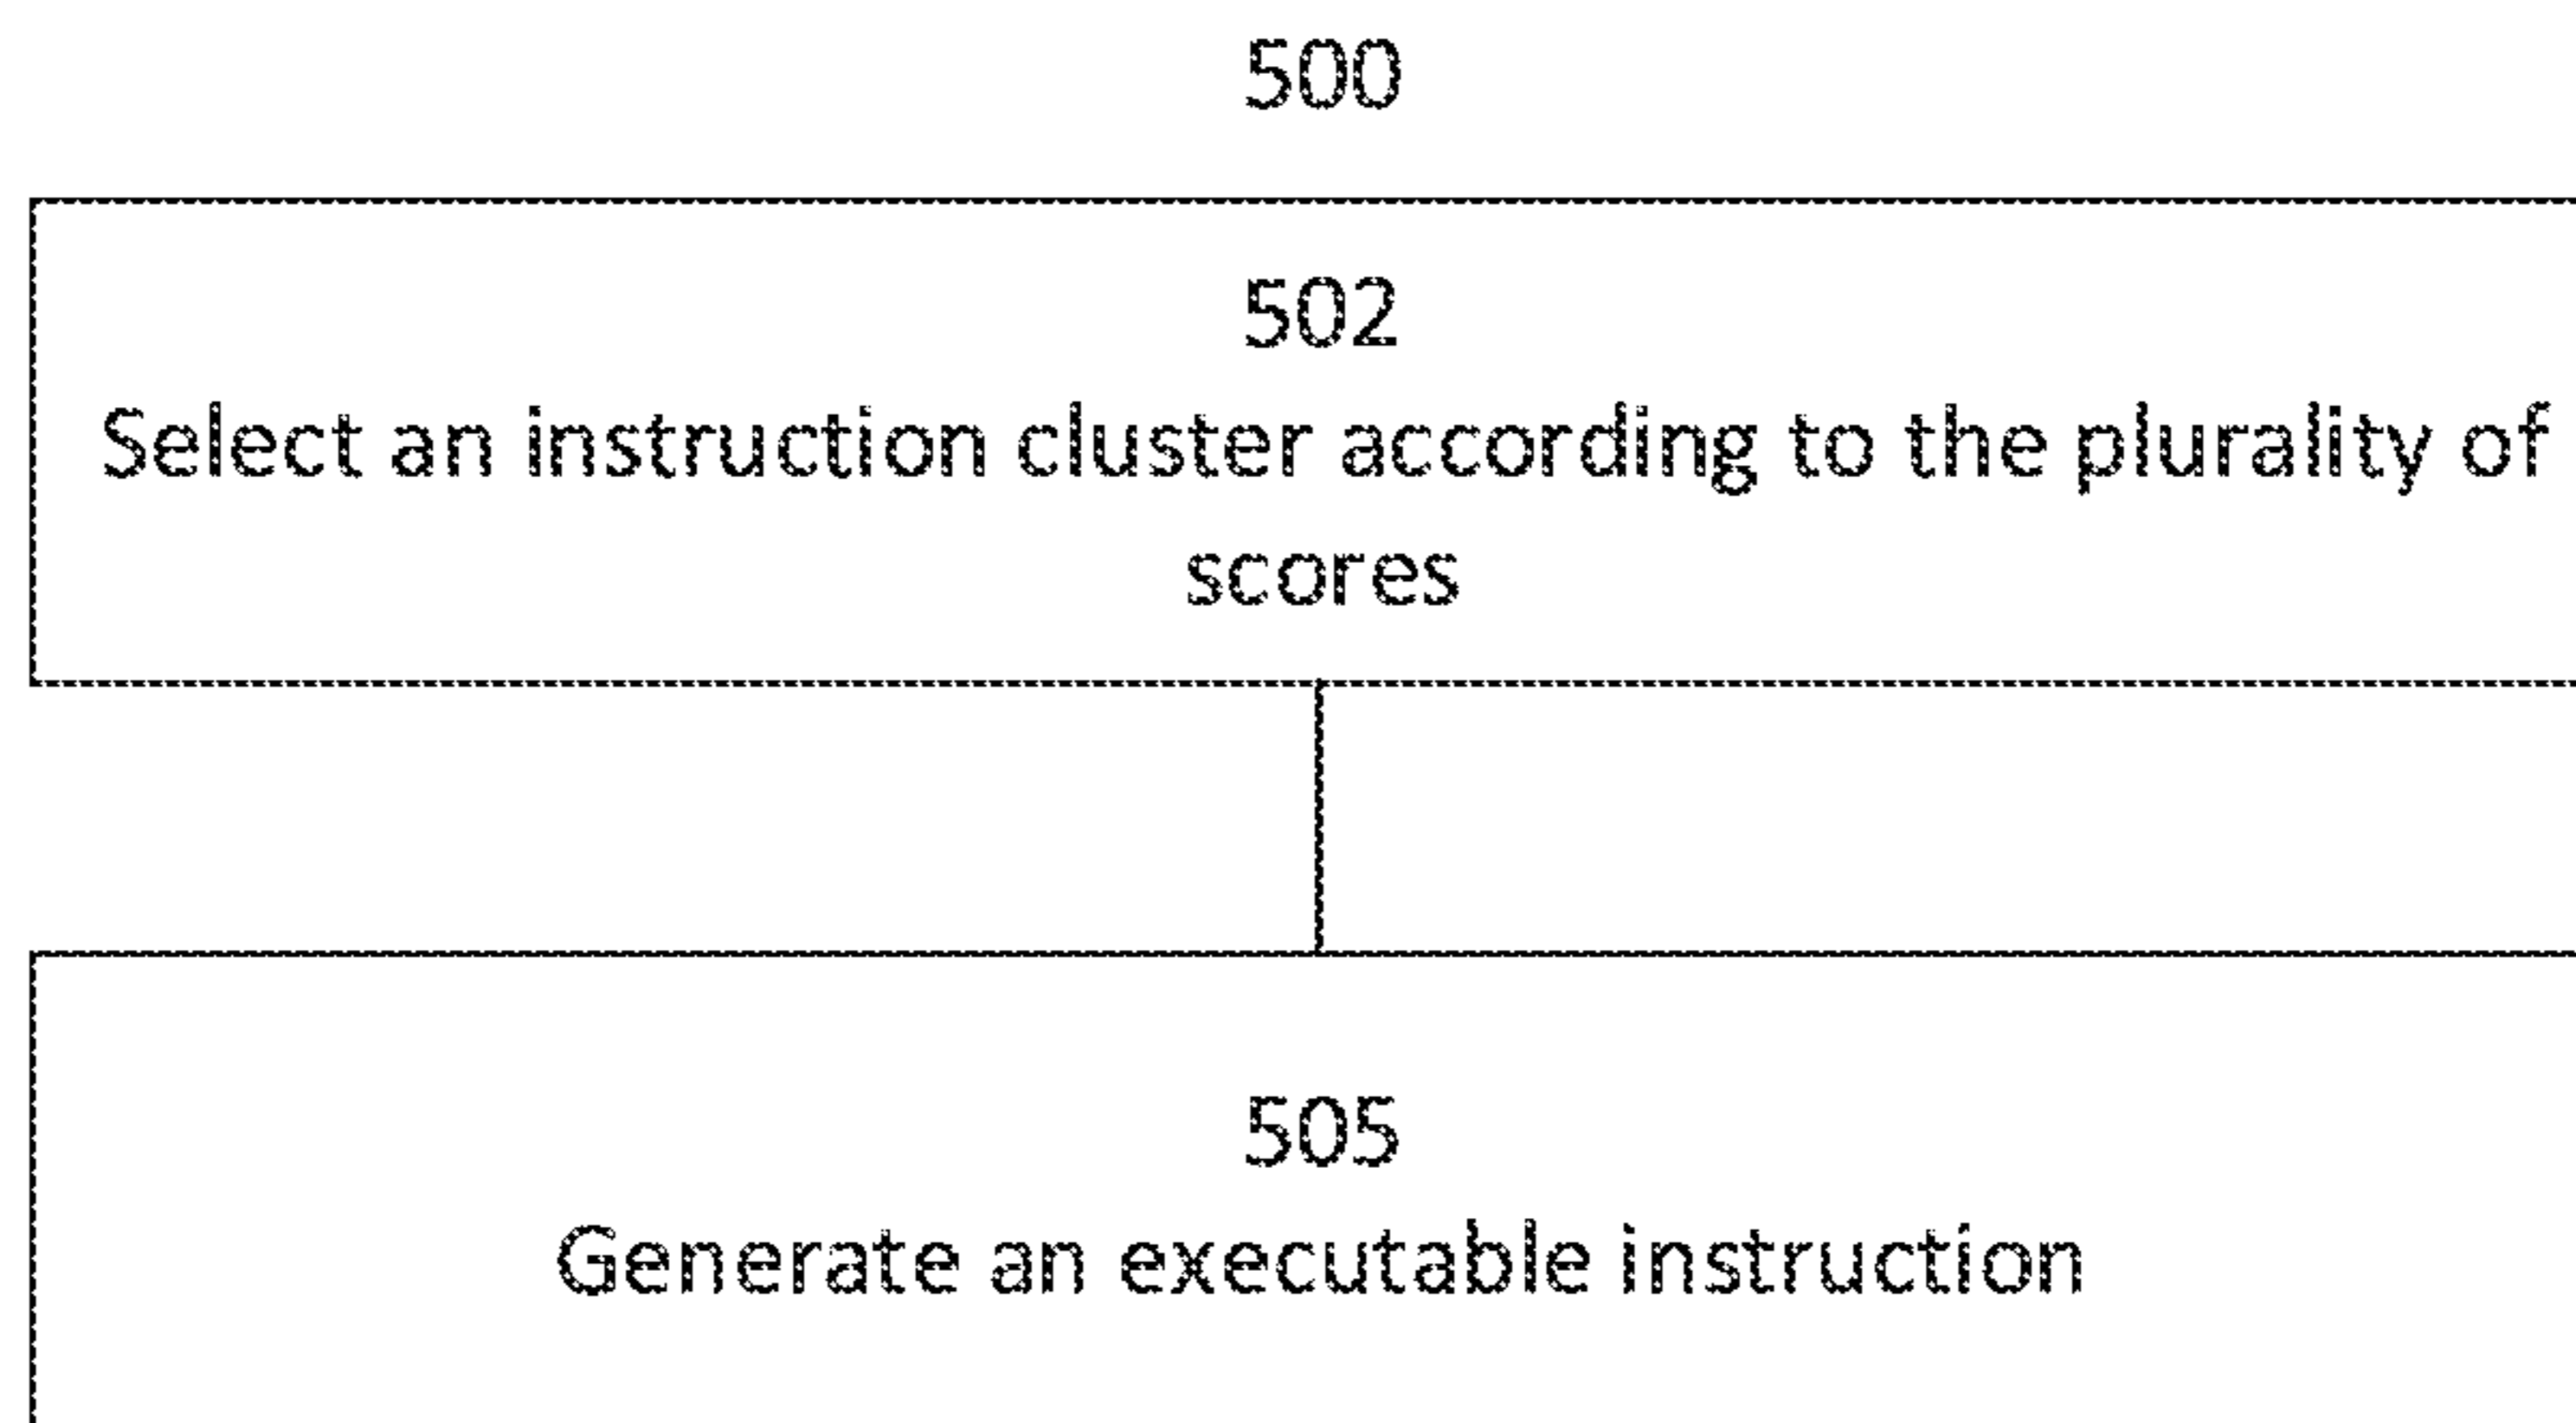 500
502
Select an instruction cluster according to the plurality of
scores
505
Generate an executable instruction